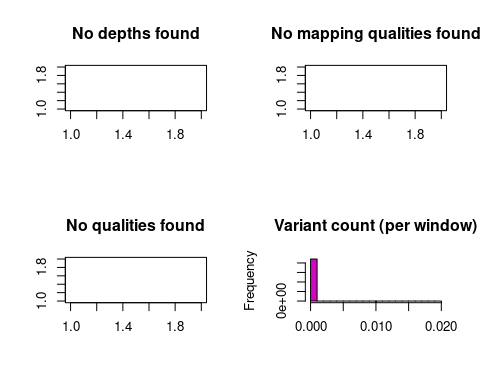 No depths found
1.8
1.0
1.0 1.4 1.8
No mapping qualities found
1.8
1.0
1.0 1.4 1.8
No qualities found
1.8
1.0
1.0 1.4 1.8
Variant count (per window)
Frequency
0e+00
0.000 0.010 0.020